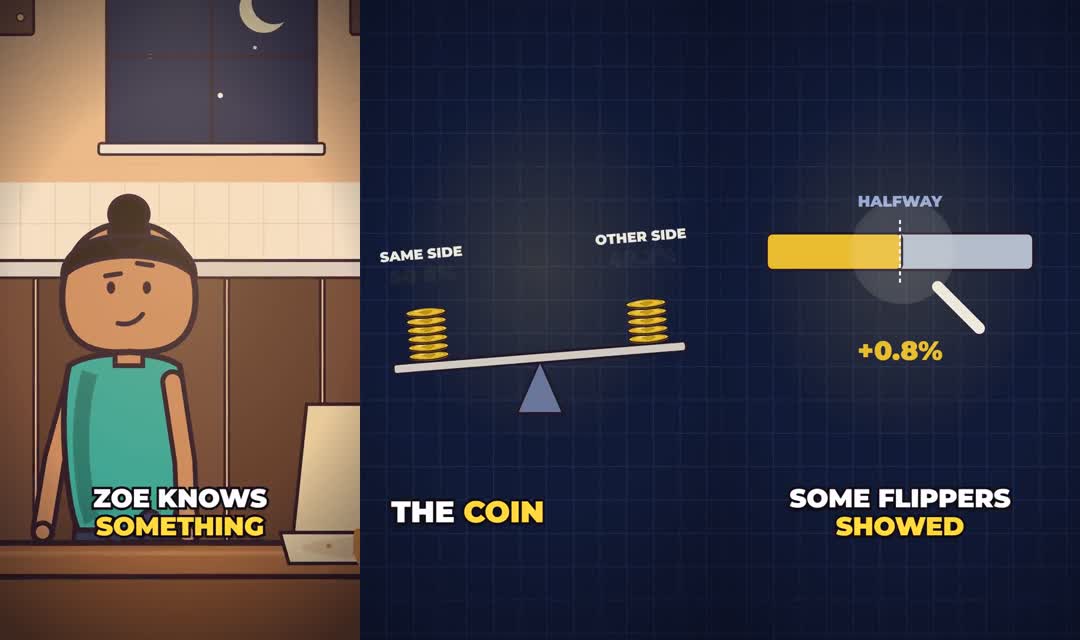 ZOE KNOWS
SOMETHING
SAME SIDE
OTHER SIDE
THE COIN
HALFWAY
+0.8%
SOME FLIPPERS
SHOWED